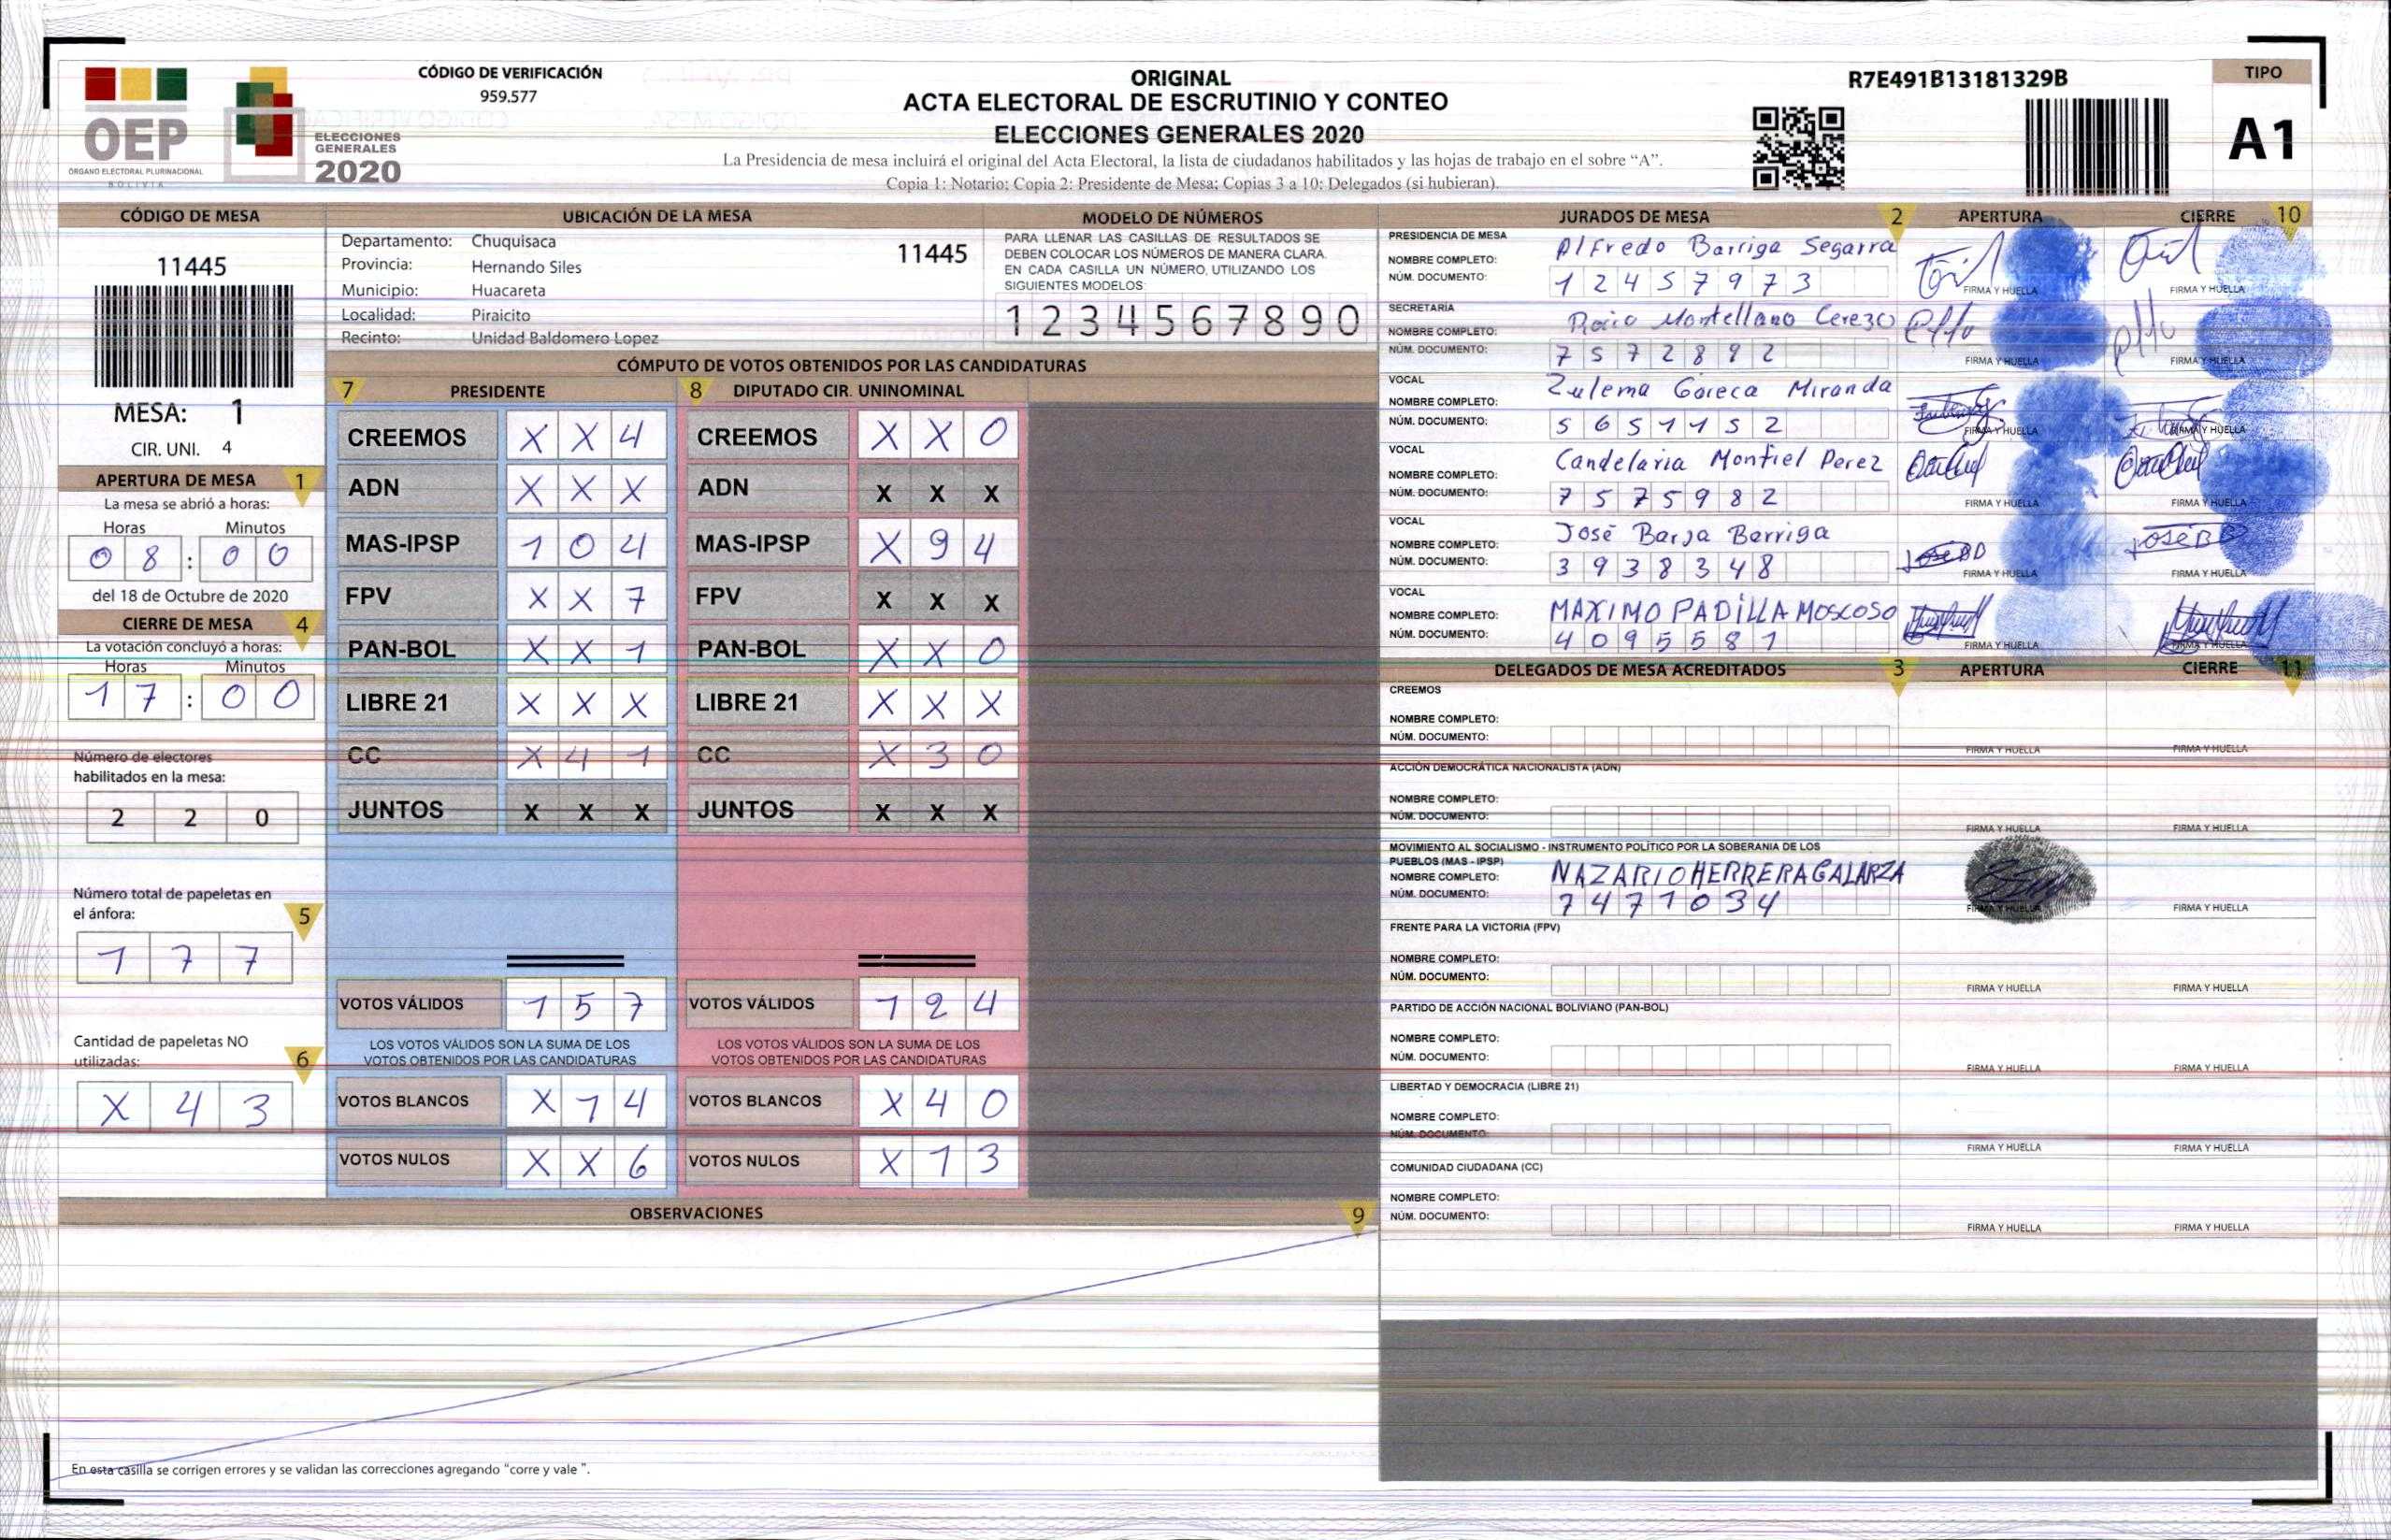 CÓDIGO DE VERIFICACIÓN
959.577
OEP
ÓRGANO ELECTORAL PLURINACIONAL
BOLIVIA
ELECCIONES
GENERALES
2020
ORIGINAL
ACTA ELECTORAL DE ESCRUTINIO Y CONTEO
ELECCIONES GENERALES 2020
La Presidencia de mesa incluirá el original del Acta Electoral, la lista de ciudadanos habilitados y las hojas de trabajo en el sobre “A”.
Copia 1: Notario; Copia 2: Presidente de Mesa; Copias 3 a 10: Delegados (si hubieran).
R7E491B13181329B
TIPO
A1
CÓDIGO DE MESA
11445
MESA: 1
CIR. UNI. 4
APERTURA DE MESA 1
La mesa se abrió a horas:
Horas Minutos
0 8 : 0 0
del 18 de Octubre de 2020
CIERRE DE MESA 4
La votación concluyó a horas:
Horas Minutos
1 7 : 0 0
Número de electores
habilitados en la mesa:
2 2 0
Número total de papeletas en
el ánfora:
5
1 7 7
Cantidad de papeletas NO
utilizadas:
6
X 4 3
UBICACIÓN DE LA MESA
Departamento: Chuquisaca
11445
Provincia: Hernando Siles
Municipio: Huacareta
Localidad: Piraicito
Recinto: Unidad Baldomero Lopez
MODELO DE NÚMEROS
PARA LLENAR LAS CASILLAS DE RESULTADOS SE
DEBEN COLOCAR LOS NÚMEROS DE MANERA CLARA.
EN CADA CASILLA UN NÚMERO, UTILIZANDO LOS
SIGUIENTES MODELOS:
1 2 3 4 5 6 7 8 9 0
CÓMPUTO DE VOTOS OBTENIDOS POR LAS CANDIDATURAS
7 PRESIDENTE
CREEMOS X X 4
ADN X X X
MAS-IPSP 1 0 4
FPV X X 7
PAN-BOL X X 1
LIBRE 21 X X X
CC X 4 1
JUNTOS X X X
VOTOS VÁLIDOS 1 5 7
LOS VOTOS VÁLIDOS SON LA SUMA DE LOS
VOTOS OBTENIDOS POR LAS CANDIDATURAS
VOTOS BLANCOS X 1 4
VOTOS NULOS X X 6
8 DIPUTADO CIR. UNINOMINAL
CREEMOS X X 0
ADN X X X
MAS-IPSP X 9 4
FPV X X X
PAN-BOL X X 0
LIBRE 21 X X X
CC X 3 0
JUNTOS X X X
VOTOS VÁLIDOS 1 2 4
LOS VOTOS VÁLIDOS SON LA SUMA DE LOS
VOTOS OBTENIDOS POR LAS CANDIDATURAS
VOTOS BLANCOS X 4 0
VOTOS NULOS X 1 3
OBSERVACIONES 9
En esta casilla se corrigen errores y se validan las correcciones agregando “corre y vale ”.
JURADOS DE MESA 2 APERTURA CIERRE 10
PRESIDENCIA DE MESA
NOMBRE COMPLETO: Alfredo Barriga Segarra
NÚM. DOCUMENTO: 1 2 4 5 7 9 7 3
FIRMA Y HUELLA FIRMA Y HUELLA
SECRETARÍA
NOMBRE COMPLETO: Rocio Montellano Cerezo
NÚM. DOCUMENTO: 7 5 7 2 8 9 2
FIRMA Y HUELLA FIRMA Y HUELLA
VOCAL
NOMBRE COMPLETO: Zulema Goreca Miranda
NÚM. DOCUMENTO: 5 6 5 1 1 5 2
FIRMA Y HUELLA FIRMA Y HUELLA
VOCAL
NOMBRE COMPLETO: Candelaria Montiel Perez
NÚM. DOCUMENTO: 7 5 7 5 9 8 2
FIRMA Y HUELLA FIRMA Y HUELLA
VOCAL
NOMBRE COMPLETO: José Barja Barriga
NÚM. DOCUMENTO: 3 9 3 8 3 4 8
FIRMA Y HUELLA FIRMA Y HUELLA
VOCAL
NOMBRE COMPLETO: MAXIMO PADILLA MOSCOSO
NÚM. DOCUMENTO: 4 0 9 5 5 8 1
FIRMA Y HUELLA FIRMA Y HUELLA
DELEGADOS DE MESA ACREDITADOS 3 APERTURA CIERRE 11
CREEMOS
NOMBRE COMPLETO:
NÚM. DOCUMENTO:
FIRMA Y HUELLA FIRMA Y HUELLA
ACCIÓN DEMOCRÁTICA NACIONALISTA (ADN)
NOMBRE COMPLETO:
NÚM. DOCUMENTO:
FIRMA Y HUELLA FIRMA Y HUELLA
MOVIMIENTO AL SOCIALISMO - INSTRUMENTO POLÍTICO POR LA SOBERANIA DE LOS
PUEBLOS (MAS - IPSP)
NOMBRE COMPLETO: NAZARIO HERRERA GALARZA
NÚM. DOCUMENTO: 7 4 7 1 0 3 4
FIRMA Y HUELLA FIRMA Y HUELLA
FRENTE PARA LA VICTORIA (FPV)
NOMBRE COMPLETO:
NÚM. DOCUMENTO:
FIRMA Y HUELLA FIRMA Y HUELLA
PARTIDO DE ACCIÓN NACIONAL BOLIVIANO (PAN-BOL)
NOMBRE COMPLETO:
NÚM. DOCUMENTO:
FIRMA Y HUELLA FIRMA Y HUELLA
LIBERTAD Y DEMOCRACIA (LIBRE 21)
NOMBRE COMPLETO:
NÚM. DOCUMENTO:
FIRMA Y HUELLA FIRMA Y HUELLA
COMUNIDAD CIUDADANA (CC)
NOMBRE COMPLETO:
NÚM. DOCUMENTO:
FIRMA Y HUELLA FIRMA Y HUELLA